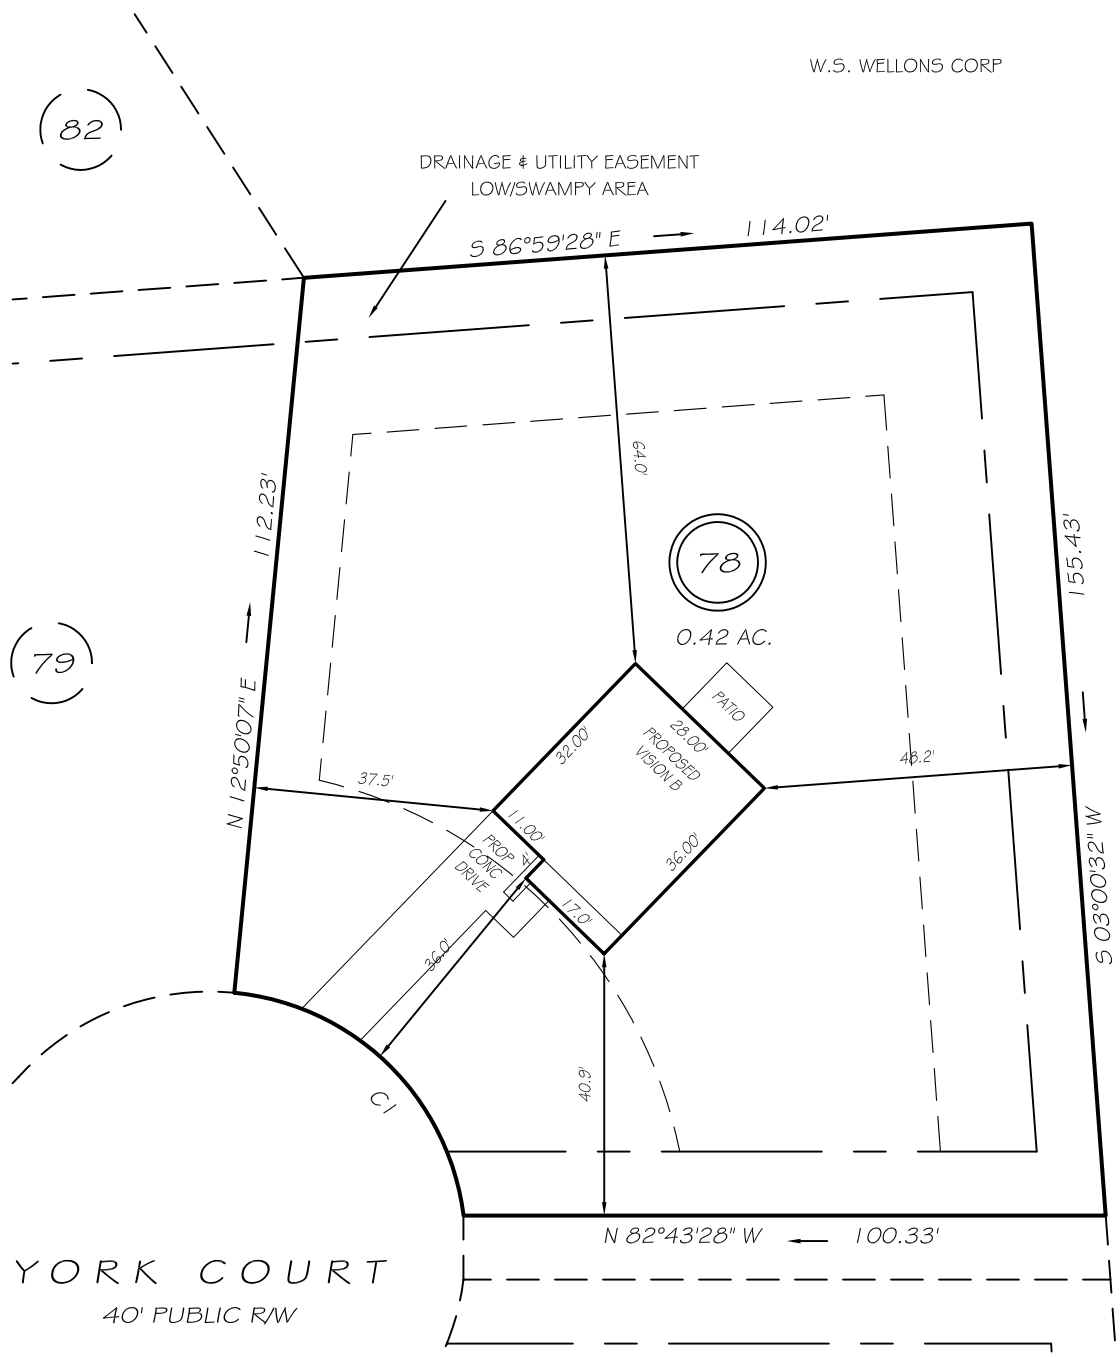 W.S. WELLONS CORP
82
DRAINAGE & UTILITY EASEMENT
LOW/SWAMPY AREA
S 86°59'28" E
114.02'
64.0'
112.23'
155.43'
78
0.42 AC.
79
N 12°50'07" E
PATIO
28.00'
PROPOSED
VISION B
32.00'
37.5'
48.2'
11.00'
PROP
CONC
DRIVE
36.00'
17.0'
S 03°00'32" W
36.0'
40.9'
C1
N 82°43'28" W
100.33'
YORK COURT
40' PUBLIC R/W